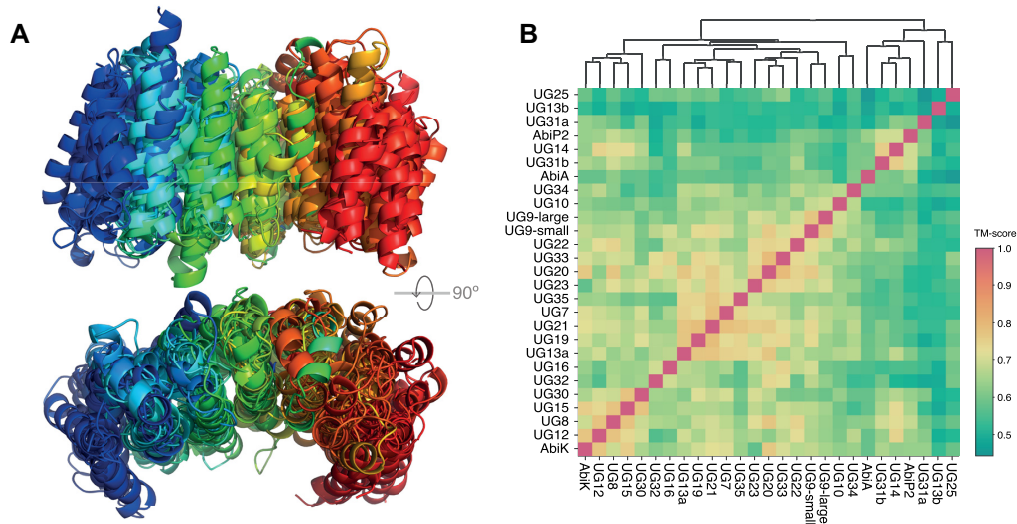 A
B
90º
UG25
UG13b
UG31a
AbiP2
UG14
UG31b
AbiA
UG34
UG10
UG9-large
UG9-small
UG22
UG33
UG20
UG23
UG35
UG7
UG21
UG19
UG13a
UG16
UG32
UG30
UG15
UG8
UG12
AbiK
AbiK
UG12
UG8
UG15
UG30
UG32
UG16
UG13a
UG19
UG21
UG7
UG35
UG23
UG20
UG33
UG22
UG9-small
UG9-large
UG10
UG34
AbiA
UG31b
UG14
AbiP2
UG31a
UG13b
UG25
TM-score
1.0
0.9
0.8
0.7
0.6
0.5